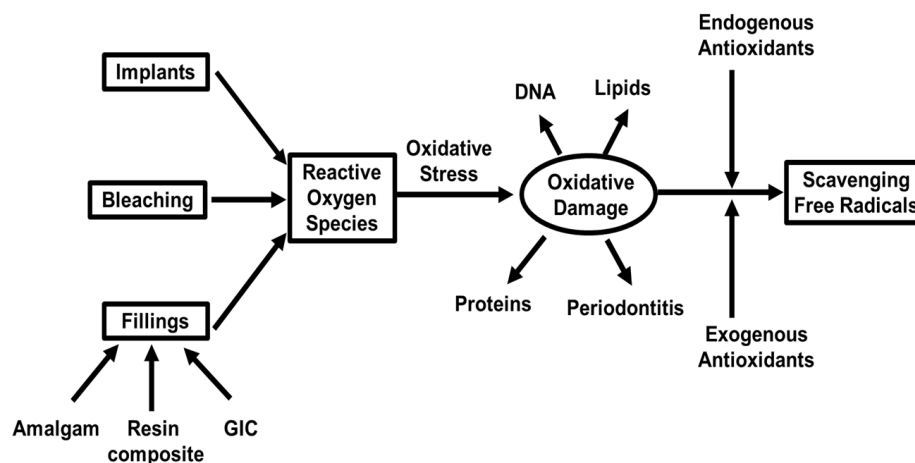 Implants
Bleaching
Fillings
Amalgam
Resin
composite
GIC
Reactive
Oxygen
Species
Oxidative
Stress
DNA
Lipids
Oxidative
Damage
Proteins
Periodontitis
Endogenous
Antioxidants
Exogenous
Antioxidants
Scavenging
Free Radicals